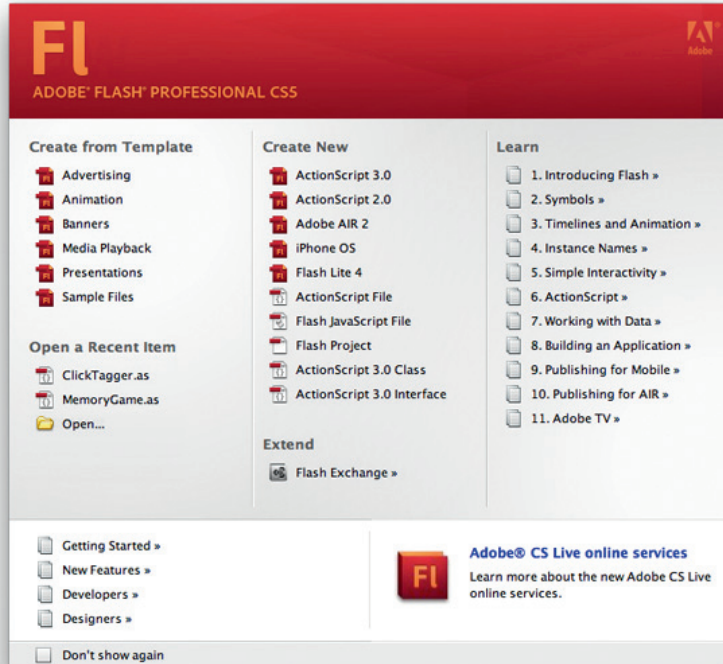 Fl
ADOBE® FLASH® PROFESSIONAL CS5
Adobe®
Create from Template
Advertising
Animation
Banners
Media Playback
Presentations
Sample Files
Open a Recent Item
ClickTagger.as
MemoryGame.as
Open...
Create New
ActionScript 3.0
ActionScript 2.0
Adobe AIR 2
iPhone OS
Flash Lite 4
ActionScript File
Flash JavaScript File
Flash Project
ActionScript 3.0 Class
ActionScript 3.0 Interface
Extend
Flash Exchange »
Learn
1. Introducing Flash »
2. Symbols »
3. Timelines and Animation »
4. Instance Names »
5. Simple Interactivity »
6. ActionScript »
7. Working with Data »
8. Building an Application »
9. Publishing for Mobile »
10. Publishing for AIR »
11. Adobe TV »
Getting Started »
New Features »
Developers »
Designers »
Fl
Adobe® CS Live online services
Learn more about the new Adobe CS Live
online services.
Don't show again